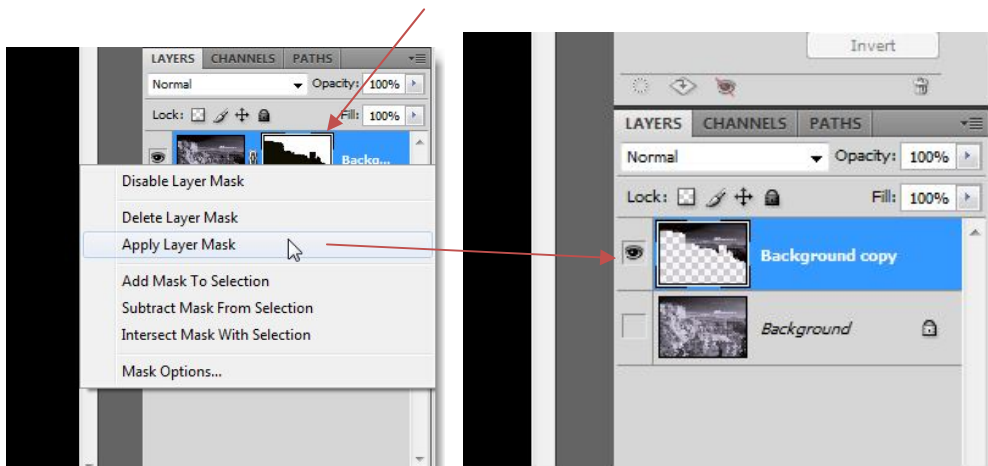 LAYERS CHANNELS PATHS
Normal Opacity: 100%
Lock: Fill: 100%
Backg...
Disable Layer Mask
Delete Layer Mask
Apply Layer Mask
Add Mask To Selection
Subtract Mask From Selection
Intersect Mask With Selection
Mask Options...
Invert
LAYERS CHANNELS PATHS
Normal Opacity: 100%
Lock: Fill: 100%
Background copy
Background